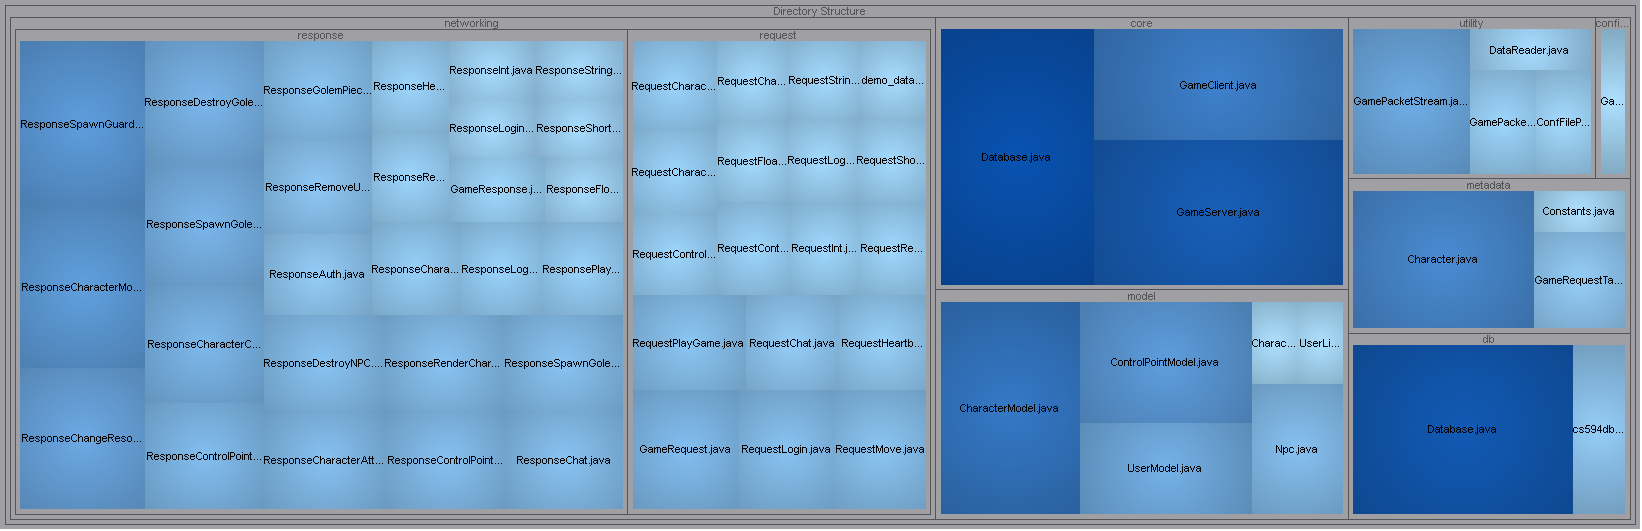 Directory Structure
networking
response
ResponseSpawnGuard...
ResponseCharacterMo...
ResponseChangeReso...
ResponseDestroyGole...
ResponseSpawnGole...
ResponseCharacterC...
ResponseControlPoint...
ResponseGolemPiec...
ResponseRemoveU...
ResponseAuth.java
ResponseHe...
ResponseRe...
ResponseInt.java
ResponseString...
ResponseLogin...
ResponseShort...
GameResponse.j...
ResponseFlo...
ResponseChara...
ResponseLog...
ResponsePlay...
ResponseDestroyNPC....
ResponseRenderChar...
ResponseSpawnGole...
ResponseCharacterAtt...
ResponseControlPoint...
ResponseChat.java
request
RequestCharac...
RequestCharac...
RequestControl...
RequestCha...
RequestStrin...
demo_data...
RequestFloa...
RequestLog...
RequestSho...
RequestCont...
RequestInt.j...
RequestRe...
RequestPlayGame.java
RequestChat.java
RequestHeartb...
GameRequest.java
RequestLogin.java
RequestMove.java
core
Database.java
GameClient.java
GameServer.java
model
CharacterModel.java
ControlPointModel.java
UserModel.java
Charac...
UserLi...
Npc.java
utility
GamePacketStream.ja...
DataReader.java
GamePacke...
ConfFileP...
confi...
Ga...
metadata
Character.java
Constants.java
GameRequestTa...
db
Database.java
cs594db...